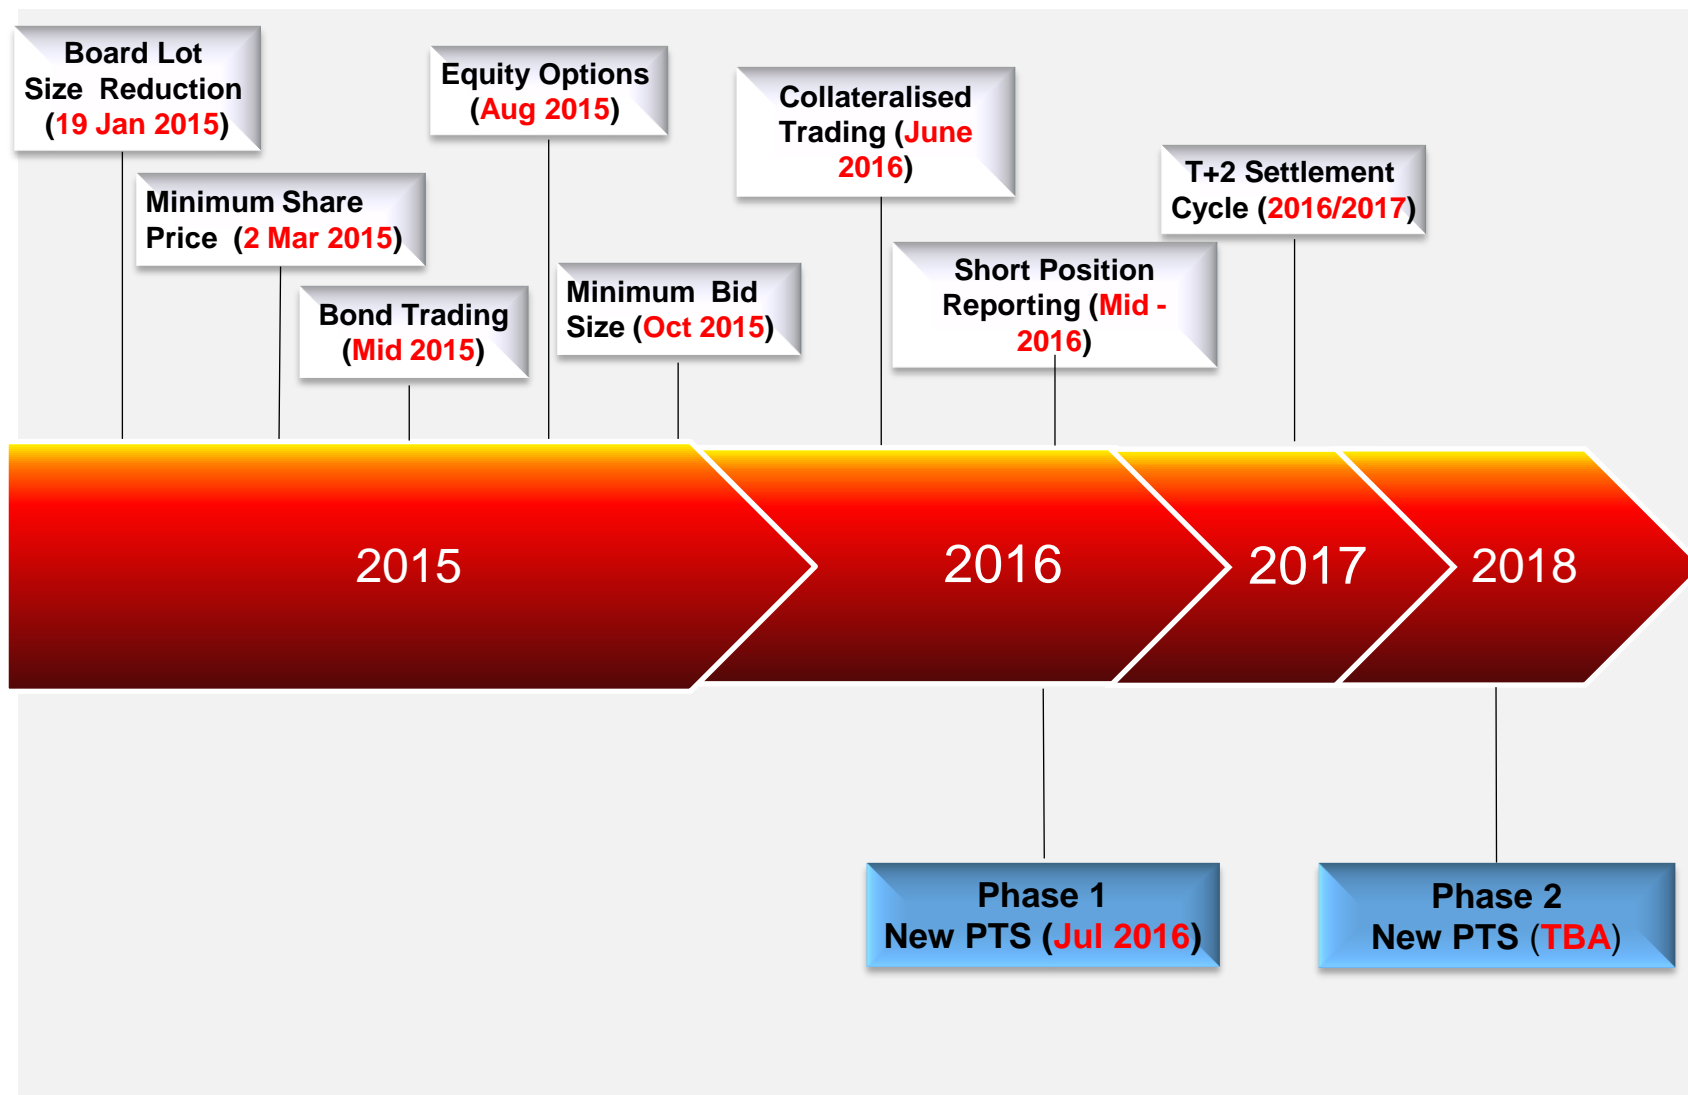 Board Lot
Size Reduction
(19 Jan 2015)
Minimum Share
Price (2 Mar 2015)
Bond Trading
(Mid 2015)
Equity Options
(Aug 2015)
Minimum Bid
Size (Oct 2015)
Collateralised
Trading (June
2016)
Short Position
Reporting (Mid -
2016)
T+2 Settlement
Cycle (2016/2017)
2015
2016
2017
2018
Phase 1
New PTS (Jul 2016)
Phase 2
New PTS (TBA)